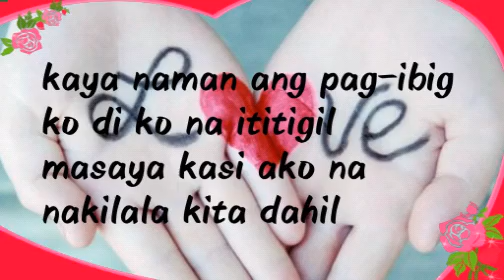 kaya naman ang pag-ibig
ko di ko na ititigil
masaya kasi ako na
nakilala kita dahil
Love